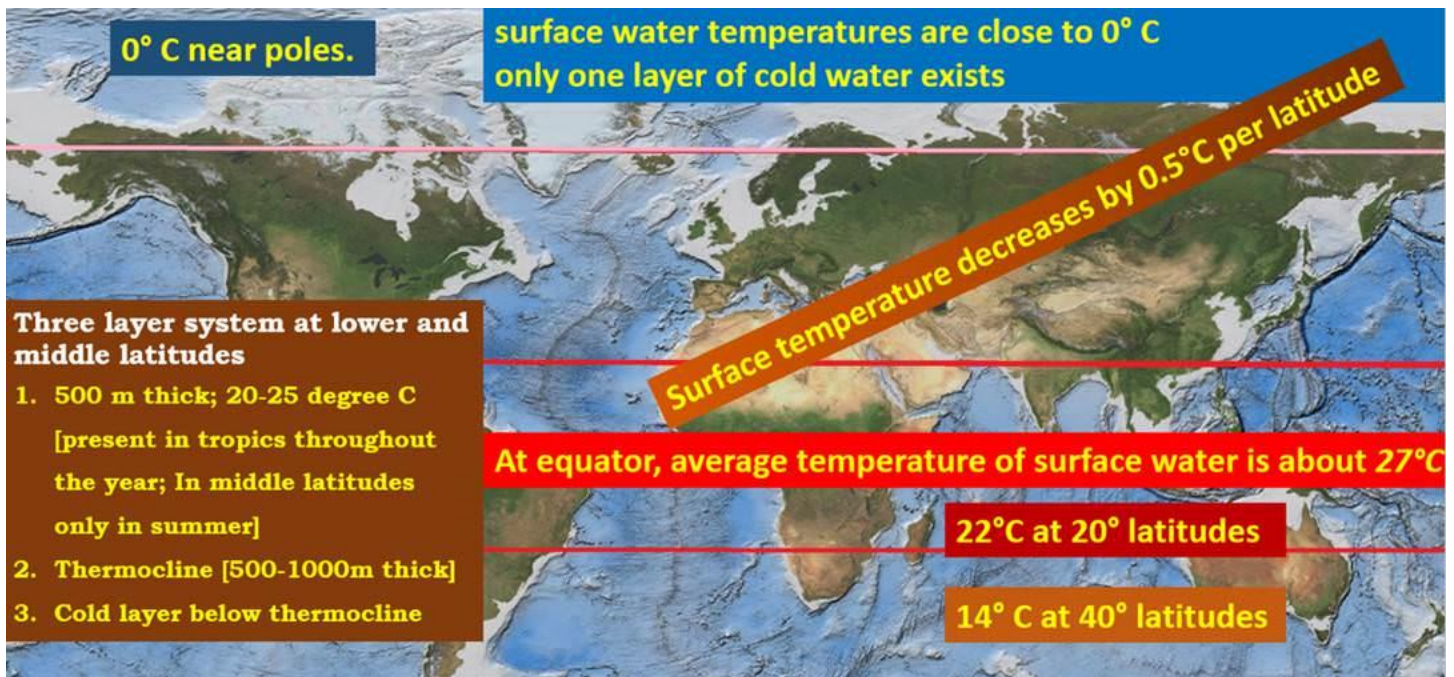 0° C near poles.
surface water temperatures are close to 0° C
only one layer of cold water exists
Surface temperature decreases by 0.5°C per latitude
Three layer system at lower and
middle latitudes
1. 500 m thick; 20-25 degree C
[present in tropics throughout
the year; In middle latitudes
only in summer]
2. Thermocline [500-1000m thick]
3. Cold layer below thermocline
At equator, average temperature of surface water is about 27°C
22°C at 20° latitudes
14° C at 40° latitudes